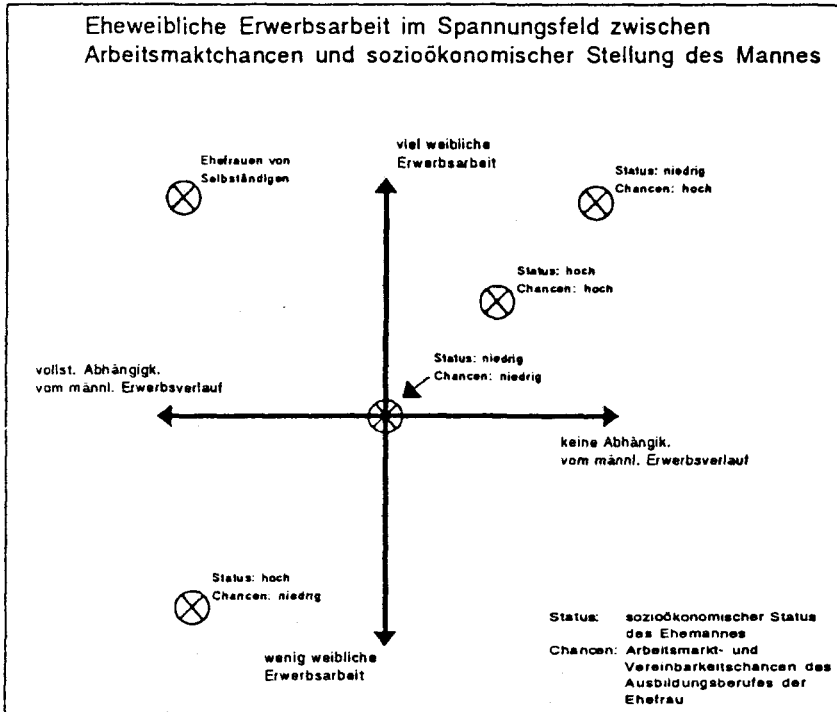 Eheweibliche Erwerbsarbeit im Spannungsfeld zwischen
Arbeitsmaktchancen und sozioökonomischer Stellung des Mannes
viel weibliche
Erwerbsarbeit
Ehefrauen von
Selbständigen
Status: niedrig
Chancen: hoch
Status: hoch
Chancen: hoch
Status: niedrig
Chancen: niedrig
vollst. Abhängigk.
vom männl. Erwerbsverlauf
keine Abhängik.
vom männl. Erwerbsverlauf
Status: hoch
Chancen: niedrig
wenig weibliche
Erwerbsarbeit
Status: sozioökonomischer Status
des Ehemannes
Chancen: Arbeitsmarkt- und
Vereinbarkeitschancen des
Ausbildungsberufes der
Ehefrau